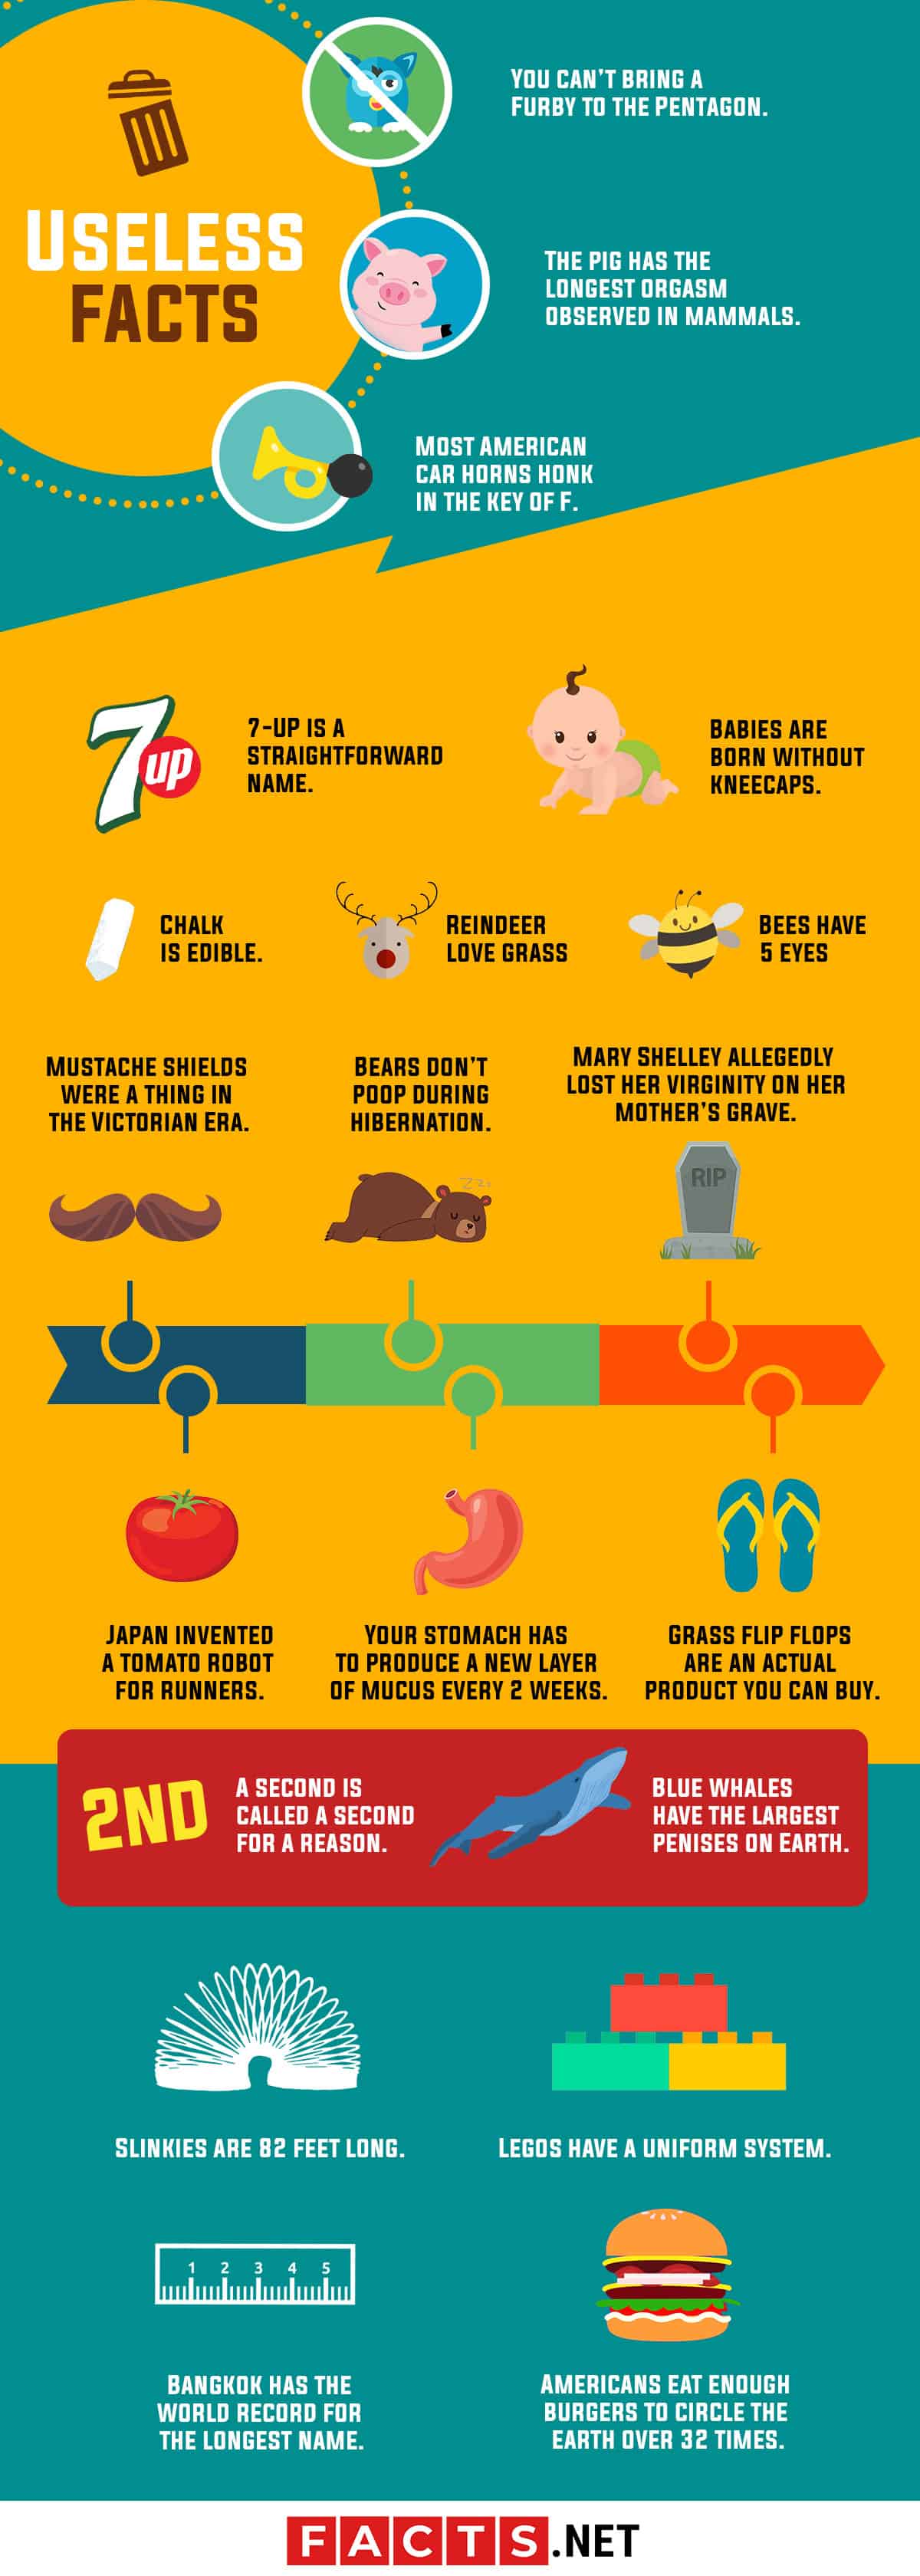 USELESS
FACTS
YOU CAN'T BRING A
FURBY TO THE PENTAGON.
THE PIG HAS THE
LONGEST ORGASM
OBSERVED IN MAMMALS.
MOST AMERICAN
CAR HORNS HONK
IN THE KEY OF F.
7up
7-UP IS A
STRAIGHTFORWARD
NAME.
BABIES ARE
BORN WITHOUT
KNEECAPS.
CHALK
IS EDIBLE.
REINDEER
LOVE GRASS
BEES HAVE
5 EYES
MUSTACHE SHIELDS
WERE A THING IN
THE VICTORIAN ERA.
BEARS DON'T
POOP DURING
HIBERNATION.
ZZZ
MARY SHELLEY ALLEGEDLY
LOST HER VIRGINITY ON HER
MOTHER'S GRAVE.
RIP
JAPAN INVENTED
A TOMATO ROBOT
FOR RUNNERS.
YOUR STOMACH HAS
TO PRODUCE A NEW LAYER
OF MUCUS EVERY 2 WEEKS.
GRASS FLIP FLOPS
ARE AN ACTUAL
PRODUCT YOU CAN BUY.
2ND
A SECOND IS
CALLED A SECOND
FOR A REASON.
BLUE WHALES
HAVE THE LARGEST
PENISES ON EARTH.
SLINKIES ARE 82 FEET LONG.
LEGOS HAVE A UNIFORM SYSTEM.
1 2 3 4 5
BANGKOK HAS THE
WORLD RECORD FOR
THE LONGEST NAME.
AMERICANS EAT ENOUGH
BURGERS TO CIRCLE THE
EARTH OVER 32 TIMES.
FACTS.NET